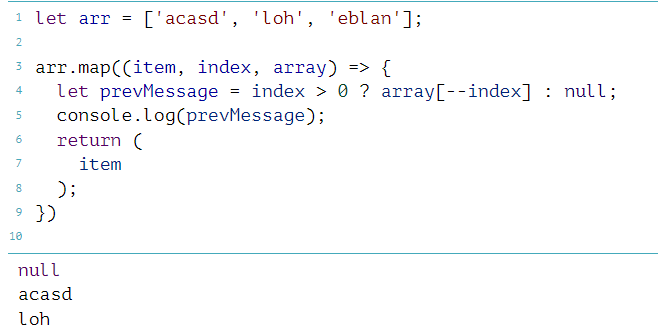 1 let arr = ['acasd', 'loh', 'eblan'];
2
3 arr.map((item, index, array) => {
4   let prevMessage = index > 0 ? array[--index] : null;
5   console.log(prevMessage);
6   return (
7     item
8   );
9 })
10
null
acasd
loh